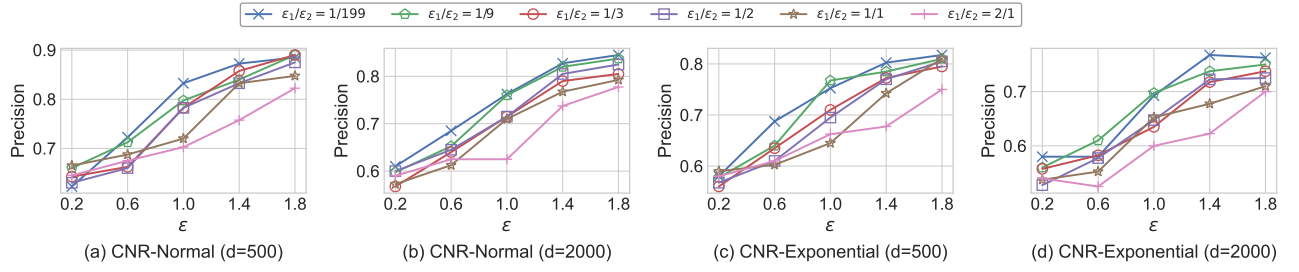 ε₁/ε₂ = 1/199 ε₁/ε₂ = 1/9 ε₁/ε₂ = 1/3 ε₁/ε₂ = 1/2 ε₁/ε₂ = 1/1 ε₁/ε₂ = 2/1
Precision
0.9
0.8
0.7
0.2 0.6 1.0 1.4 1.8
ε
(a) CNR-Normal (d=500)
Precision
0.8
0.7
0.6
0.2 0.6 1.0 1.4 1.8
ε
(b) CNR-Normal (d=2000)
Precision
0.8
0.7
0.6
0.2 0.6 1.0 1.4 1.8
ε
(c) CNR-Exponential (d=500)
Precision
0.7
0.6
0.2 0.6 1.0 1.4 1.8
ε
(d) CNR-Exponential (d=2000)